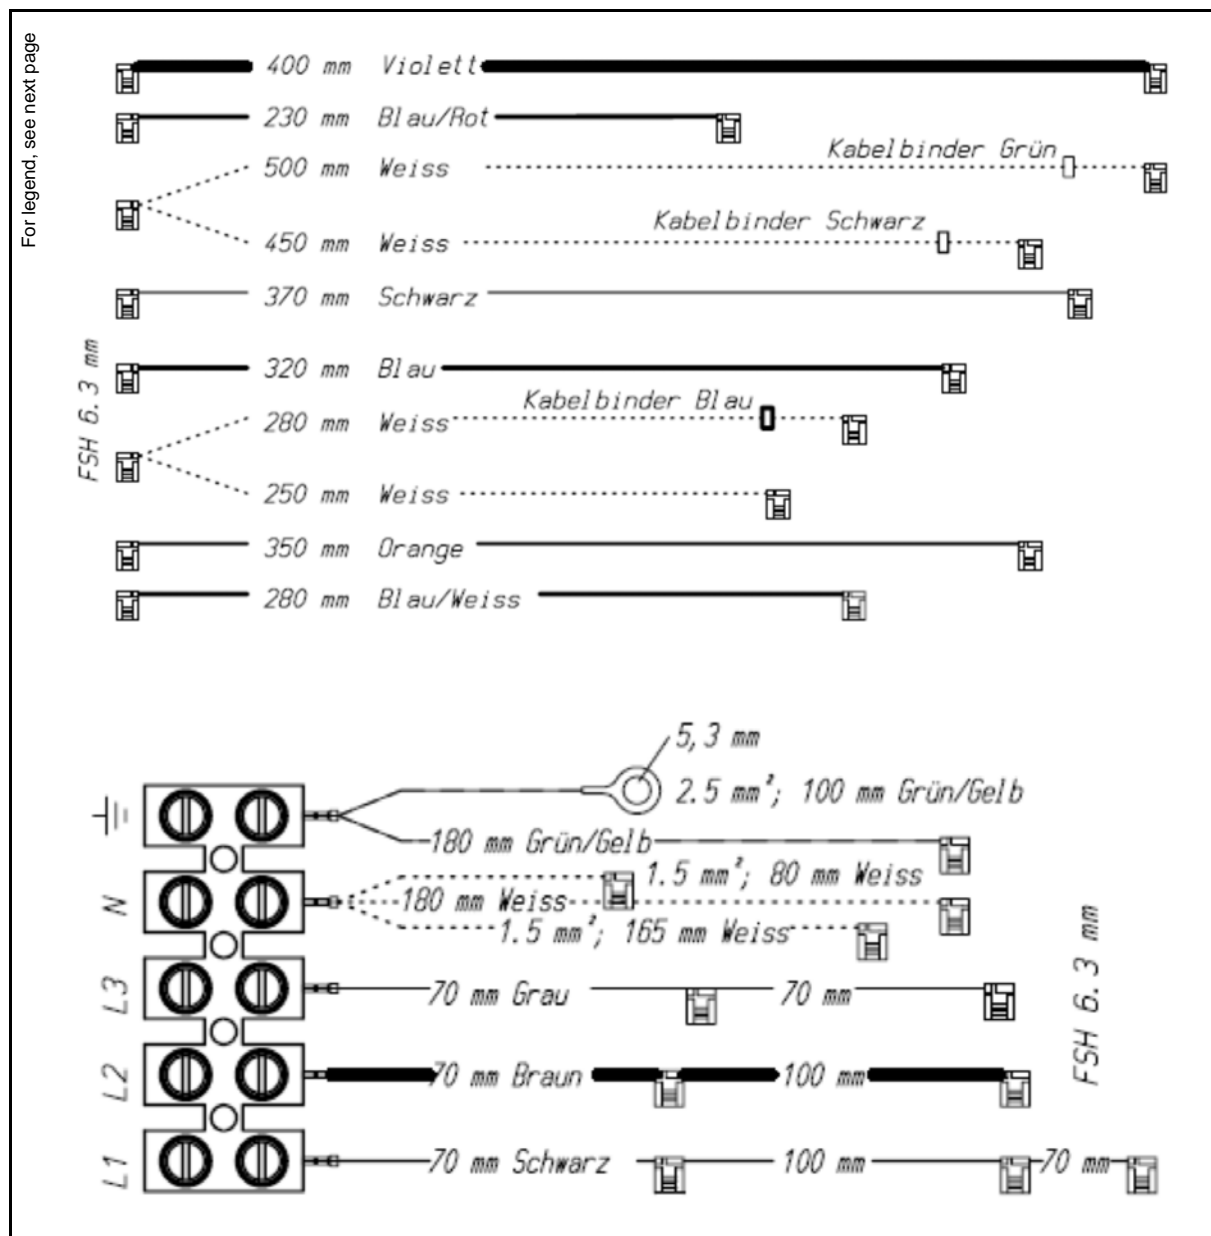 For legend, see next page
400 mm Violett
230 mm Blau/Rot
Kabelbinder Grün
500 mm Weiss
Kabelbinder Schwarz
450 mm Weiss
370 mm Schwarz
FSH 6.3 mm
320 mm Blau
Kabelbinder Blau
280 mm Weiss
250 mm Weiss
350 mm Orange
280 mm Blau/Weiss
5,3 mm
2.5 mm²; 100 mm Grün/Gelb
180 mm Grün/Gelb
1.5 mm²; 80 mm Weiss
N
180 mm Weiss
1.5 mm²; 165 mm Weiss
L3
70 mm Grau 70 mm
FSH 6.3 mm
L2
70 mm Braun 100 mm
L1
70 mm Schwarz 100 mm 70 mm